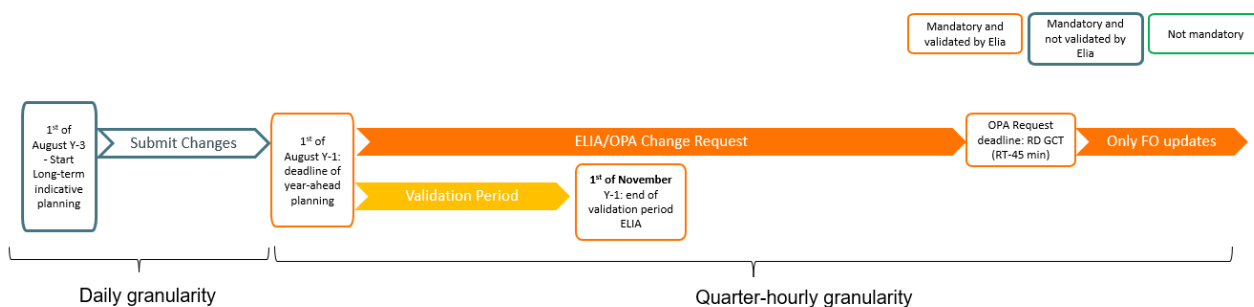 Mandatory and
validated by Elia
Mandatory and
not validated by
Elia
Not mandatory
1st of
August Y-3
- Start
Long-term
indicative
planning
Submit Changes
1st of
August Y-1:
deadline of
year-ahead
planning
ELIA/OPA Change Request
OPA Request
deadline: RD GCT
(RT-45 min)
Only FO updates
Validation Period
1st of November
Y-1: end of
validation period
ELIA
Daily granularity
Quarter-hourly granularity